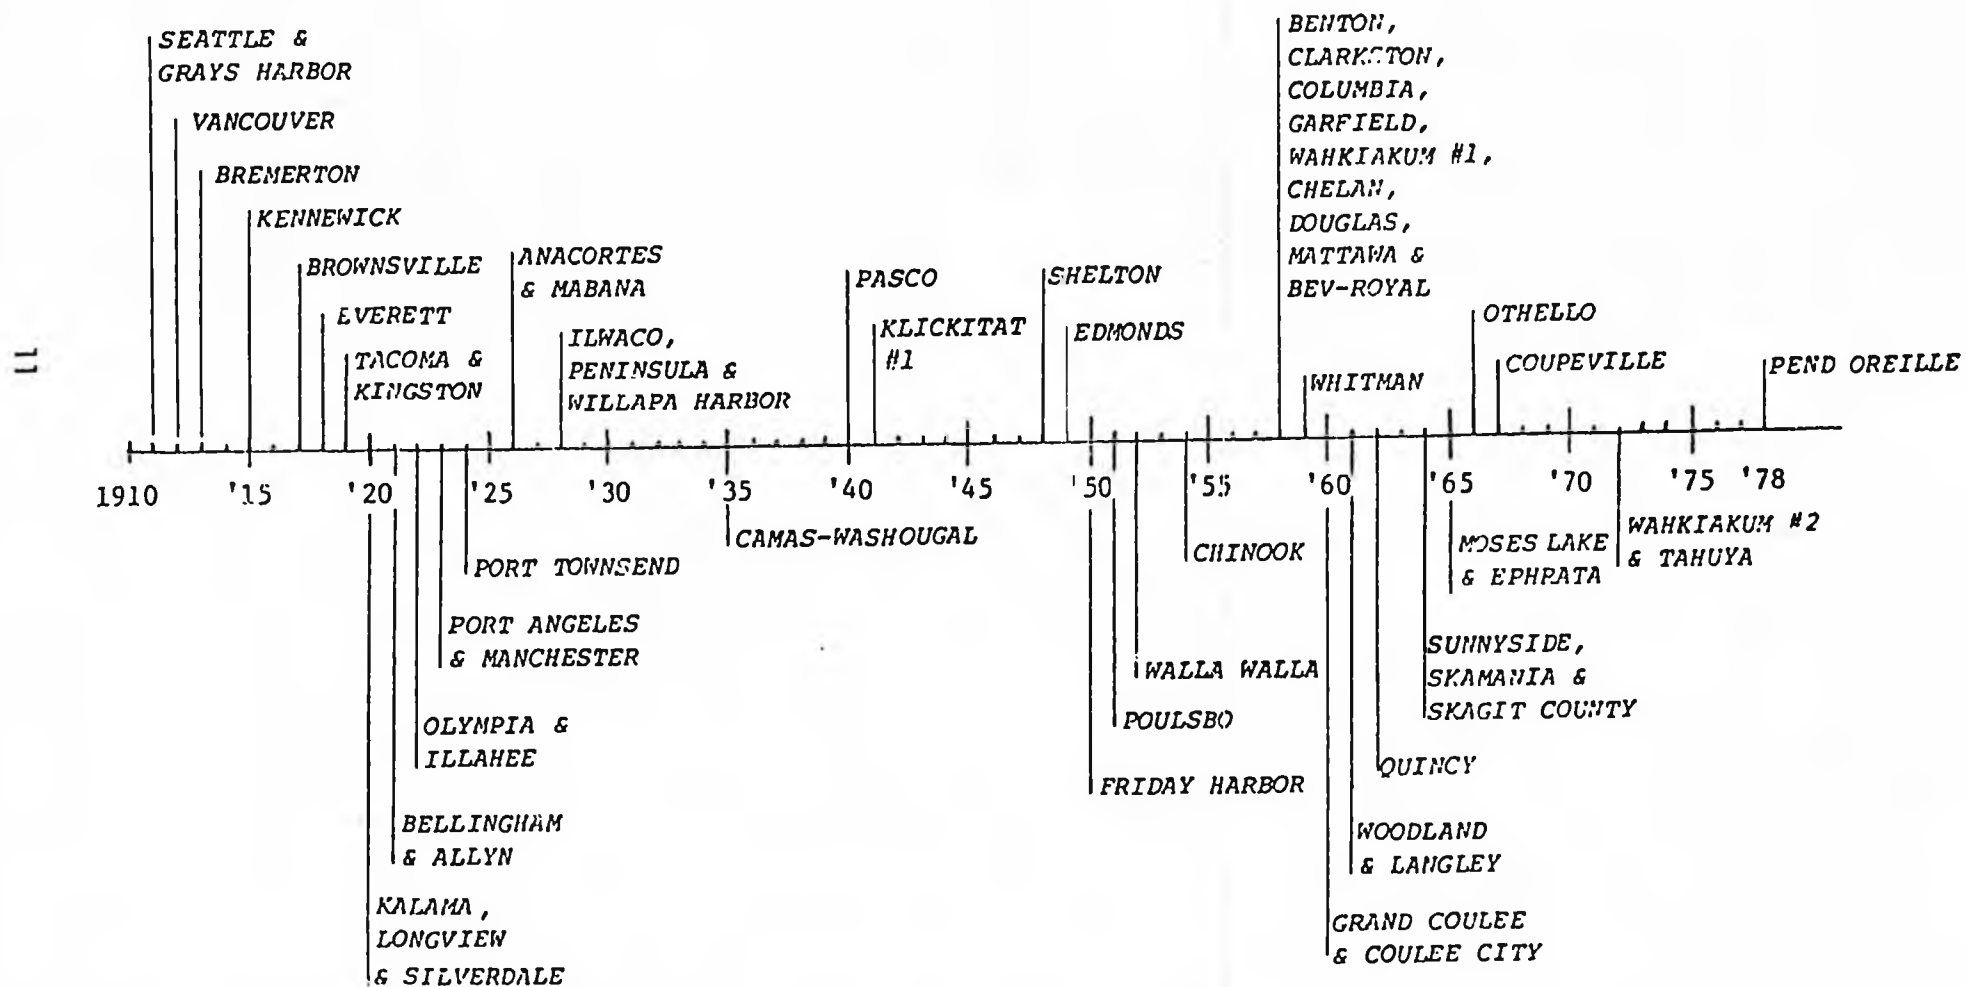 SEATTLE &
GRAYS HARBOR
VANCOUVER
BREMERTON
KENNEWICK
BROWNSVILLE
EVERETT
TACOMA &
KINGSTON
ANACORTES
& MABANA
ILWACO,
PENINSULA &
WILLAPA HARBOR
PASCO
KLICKITAT
#1
SHELTON
EDMONDS
BENTON,
CLARKSTON,
COLUMBIA,
GARFIELD,
WAHKIAKUM #1,
CHELAN,
DOUGLAS,
MATTAWA &
BEV-ROYAL
WHITMAN
OTHELLO
COUPEVILLE
PEND OREILLE
11
1910 '15 '20 '25 '30 '35 '40 '45 '50 '55 '60 '65 '70 '75 '78
KALAMA,
LONGVIEW
& SILVERDALE
BELLINGHAM
& ALLYN
OLYMPIA &
ILLAHEE
PORT ANGELES
& MANCHESTER
PORT TOWNSEND
CAMAS-WASHOUGAL
FRIDAY HARBOR
POULSBO
WALLA WALLA
CHINOOK
GRAND COULEE
& COULEE CITY
WOODLAND
& LANGLEY
QUINCY
SUNNYSIDE,
SKAMANIA &
SKAGIT COUNTY
MOSES LAKE
& EPHRATA
WAHKIAKUM #2
& TAHUYA